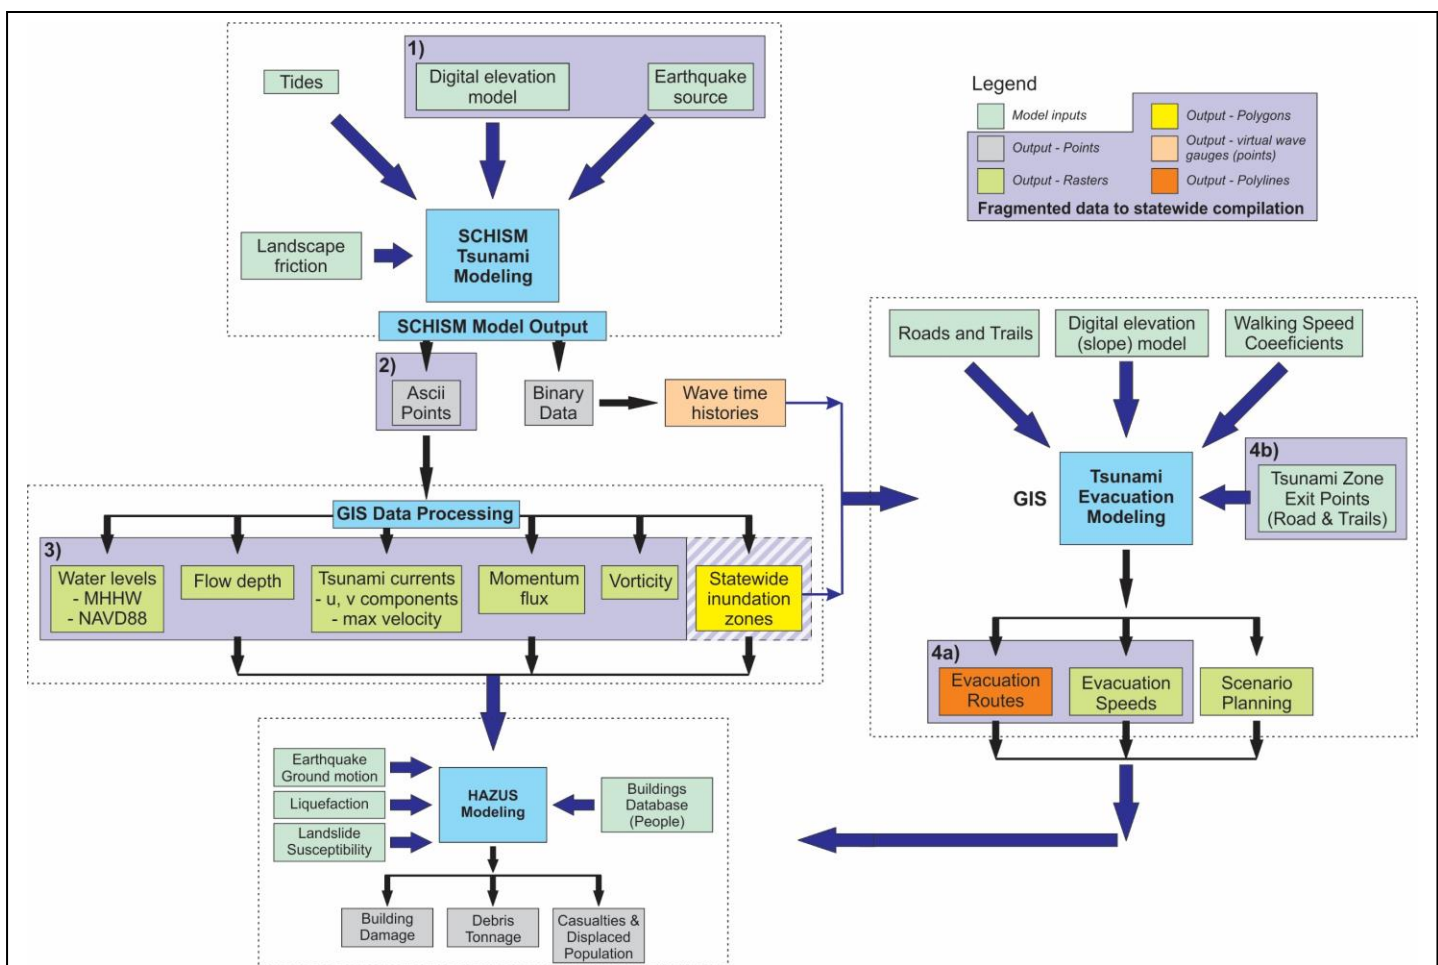 1)
Tides
Digital elevation
model
Earthquake
source
Landscape
friction
SCHISM
Tsunami
Modeling
SCHISM Model Output
2)
Ascii
Points
Binary
Data
Wave time
histories
GIS Data Processing
3)
Water levels
- MHHW
- NAVD88
Flow depth
Tsunami currents
- u, v components
- max velocity
Momentum
flux
Vorticity
Statewide
inundation
zones
Earthquake
Ground motion
Liquefaction
Landslide
Susceptibility
HAZUS
Modeling
Buildings
Database
(People)
Building
Damage
Debris
Tonnage
Casualties &
Displaced
Population
Legend
Model inputs
Output - Points
Output - Rasters
Output - Polygons
Output - virtual wave
gauges (points)
Output - Polylines
Fragmented data to statewide compilation
Roads and Trails
Digital elevation
(slope) model
Walking Speed
Coeeficients
GIS
Tsunami
Evacuation
Modeling
4b)
Tsunami Zone
Exit Points
(Road & Trails)
4a)
Evacuation
Routes
Evacuation
Speeds
Scenario
Planning